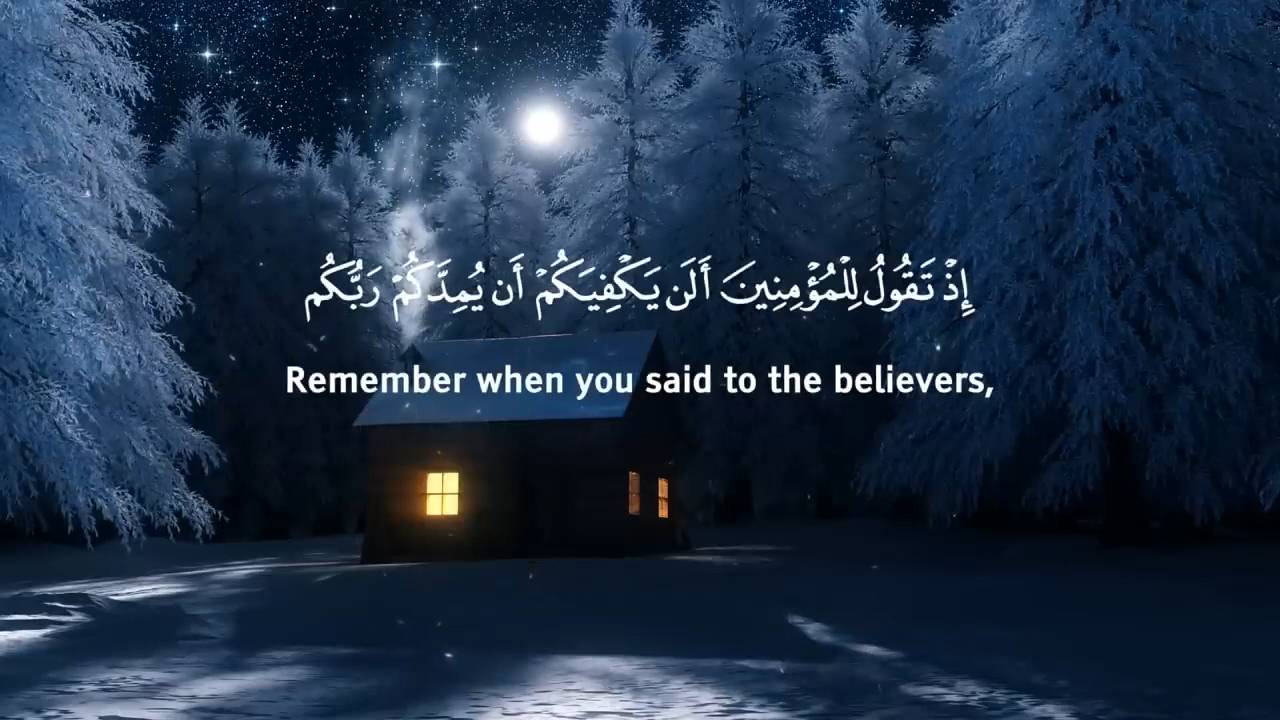 إِذْ تَقُولُ لِلْمُؤْمِنِينَ أَلَن يَكْفِيَكُمْ أَن يُمِدَّكُمْ رَبُّكُم
Remember when you said to the believers,